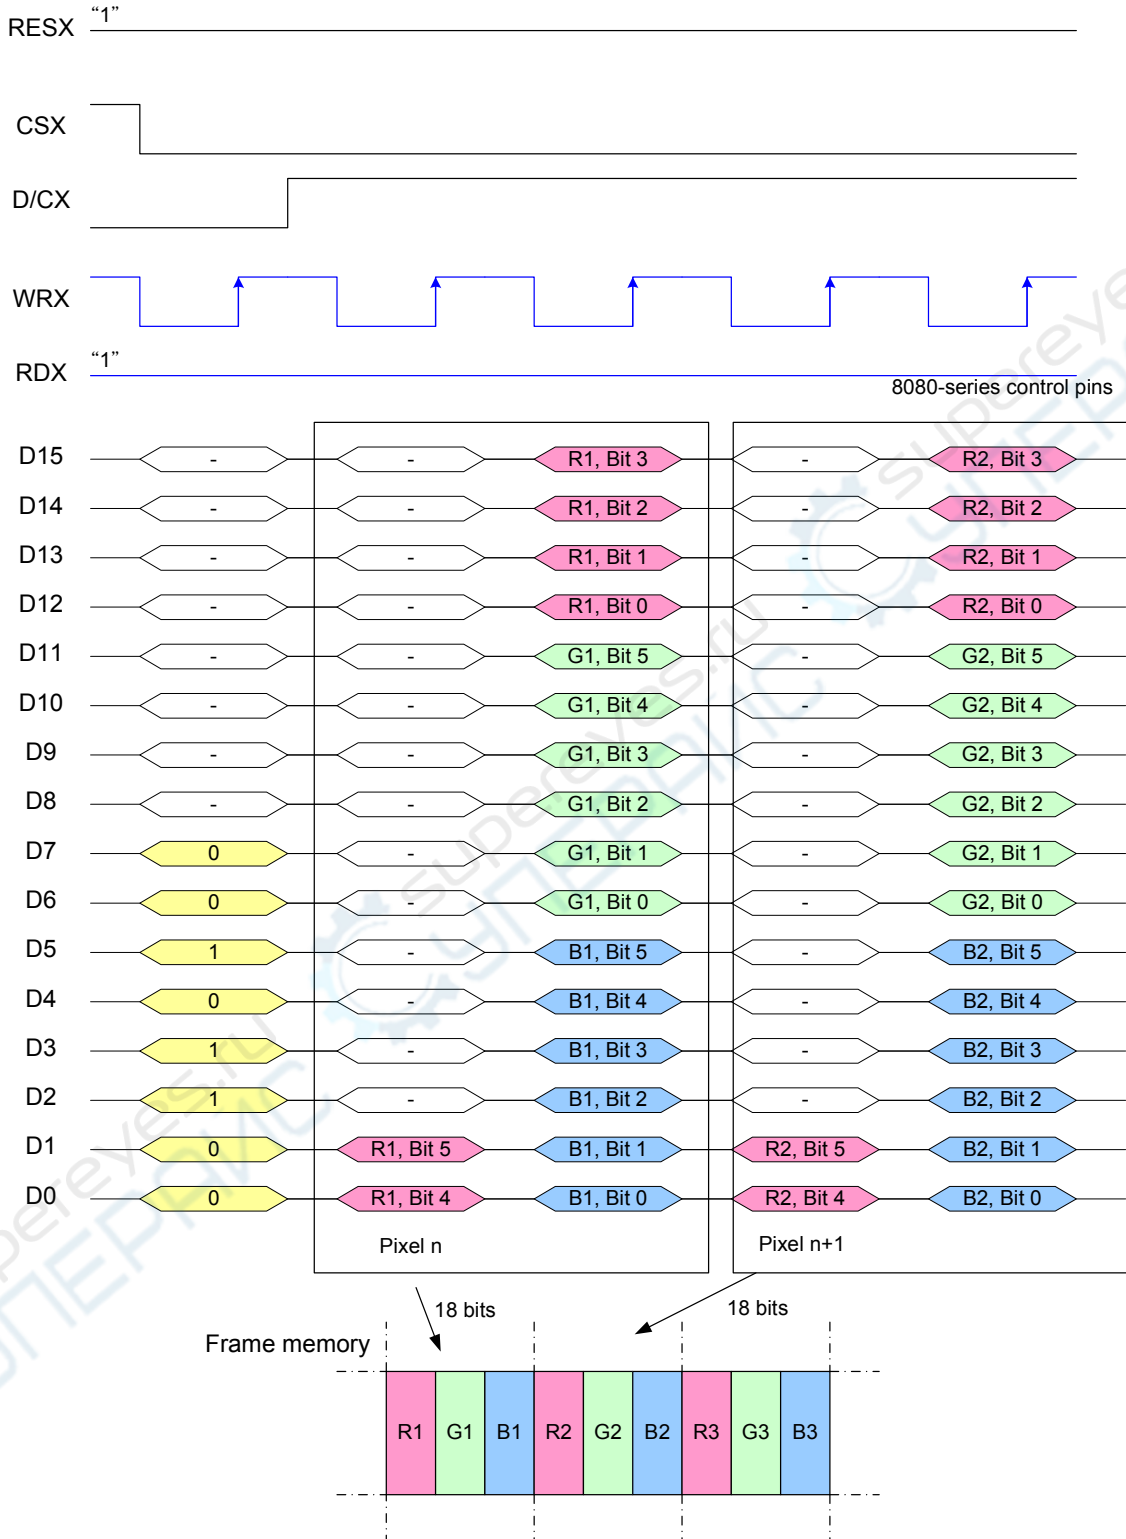 RESX "1"
CSX
D/CX
WRX
RDX "1"
8080-series control pins
D15 - - R1, Bit 3 - R2, Bit 3
D14 - - R1, Bit 2 - R2, Bit 2
D13 - - R1, Bit 1 - R2, Bit 1
D12 - - R1, Bit 0 - R2, Bit 0
D11 - - G1, Bit 5 - G2, Bit 5
D10 - - G1, Bit 4 - G2, Bit 4
D9 - - G1, Bit 3 - G2, Bit 3
D8 - - G1, Bit 2 - G2, Bit 2
D7 0 - G1, Bit 1 - G2, Bit 1
D6 0 - G1, Bit 0 - G2, Bit 0
D5 1 - B1, Bit 5 - B2, Bit 5
D4 0 - B1, Bit 4 - B2, Bit 4
D3 1 - B1, Bit 3 - B2, Bit 3
D2 1 - B1, Bit 2 - B2, Bit 2
D1 0 R1, Bit 5 B1, Bit 1 R2, Bit 5 B2, Bit 1
D0 0 R1, Bit 4 B1, Bit 0 R2, Bit 4 B2, Bit 0
Pixel n Pixel n+1
18 bits 18 bits
Frame memory
R1 G1 B1 R2 G2 B2 R3 G3 B3
supereyes.ru
СУПЕРАЙС